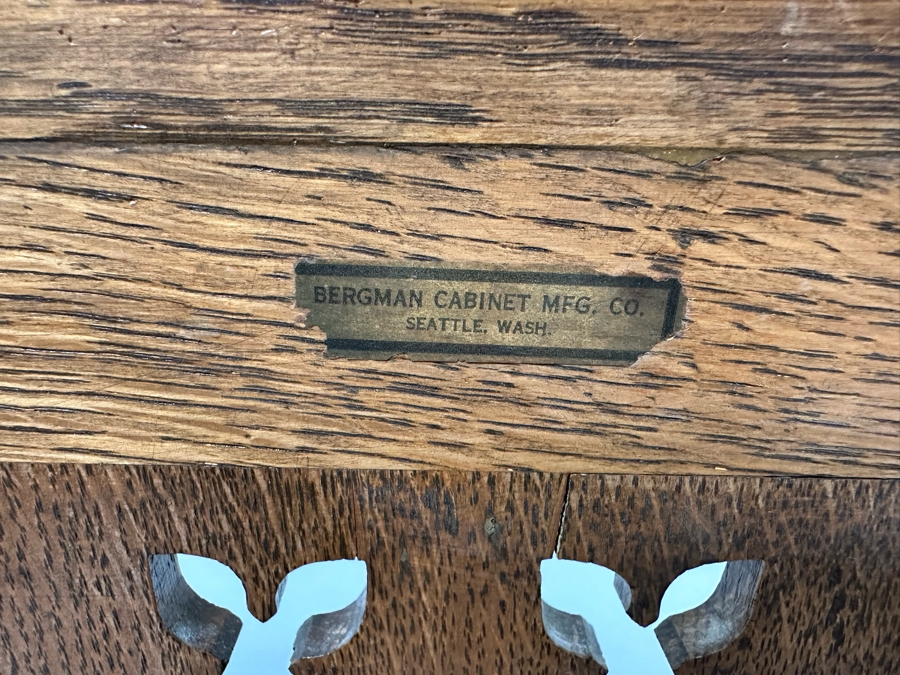 BERGMAN CABINET MFG. CO.
SEATTLE, WASH.